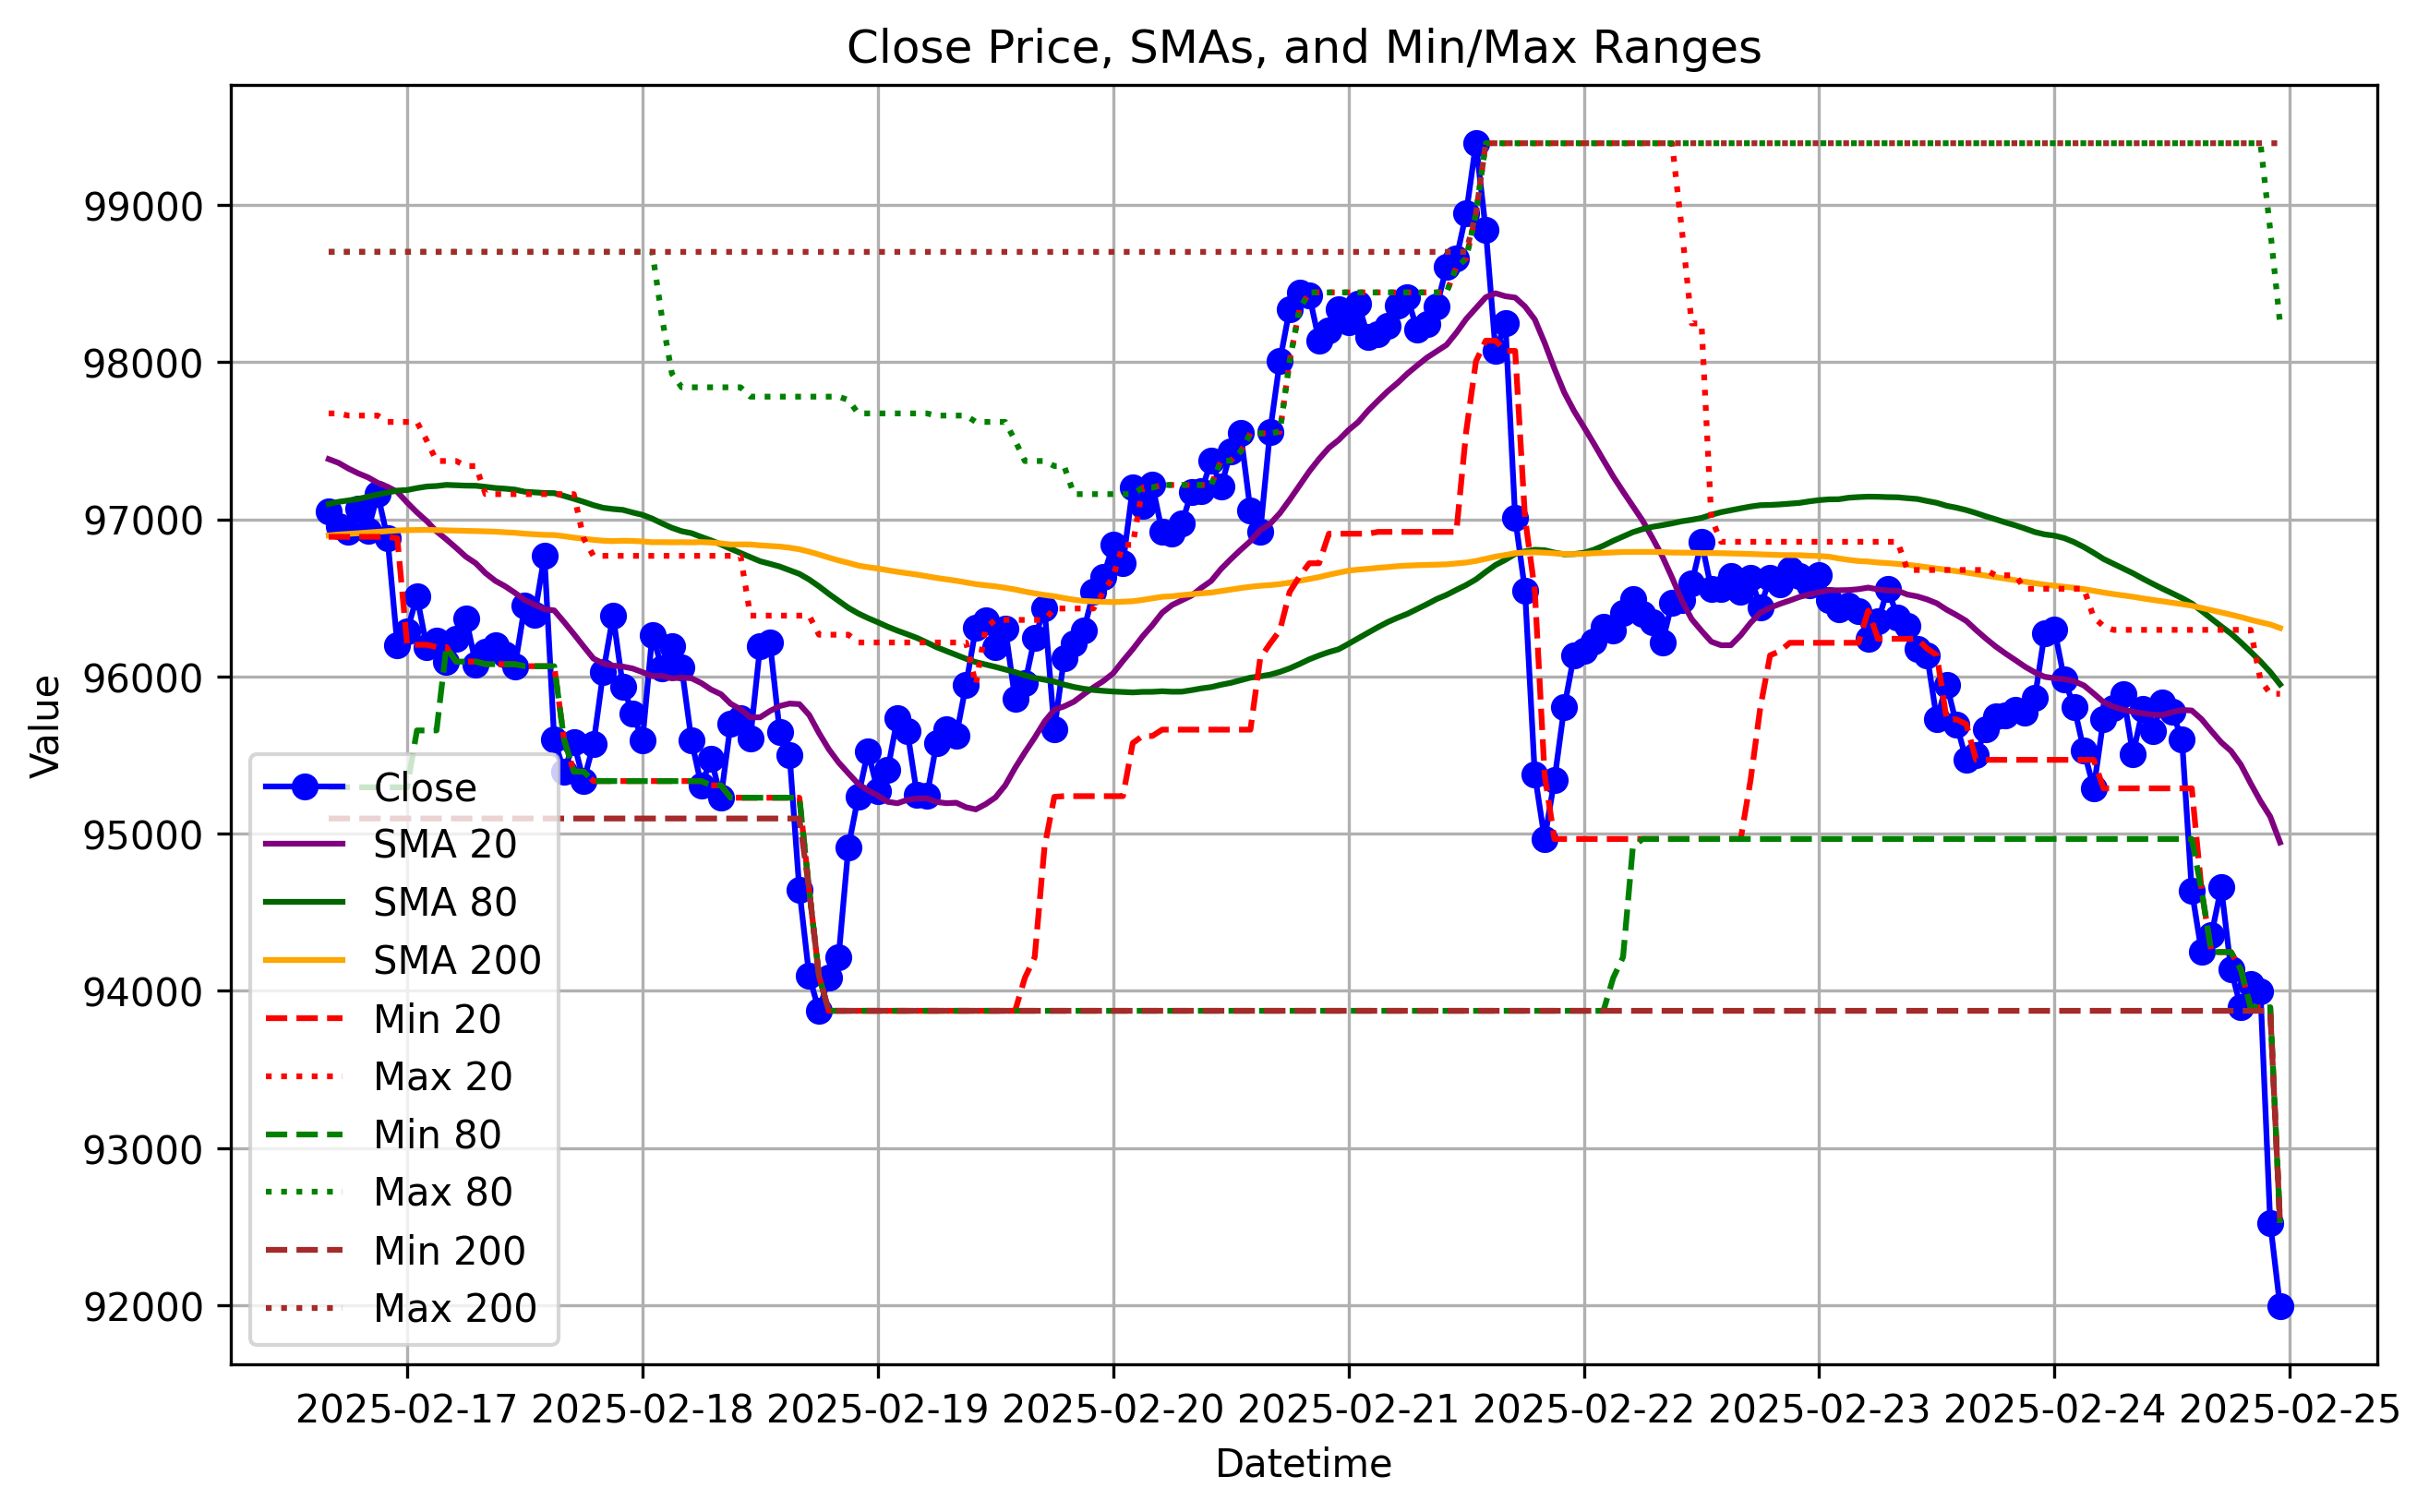 Close Price, SMAs, and Min/Max Ranges
Value
99000
98000
97000
96000
95000
94000
93000
92000
Close
SMA 20
SMA 80
SMA 200
Min 20
Max 20
Min 80
Max 80
Min 200
Max 200
2025-02-17 2025-02-18 2025-02-19 2025-02-20 2025-02-21 2025-02-22 2025-02-23 2025-02-24 2025-02-25
Datetime